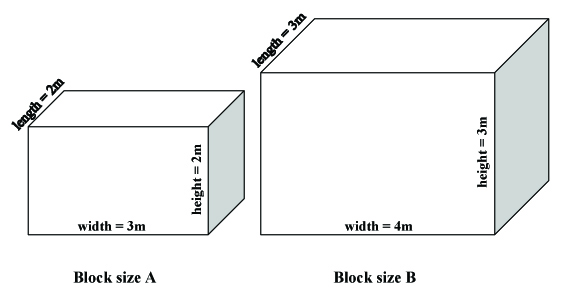 length = 2m
height = 2m
width = 3m
Block size A
length = 3m
height = 3m
width = 4m
Block size B